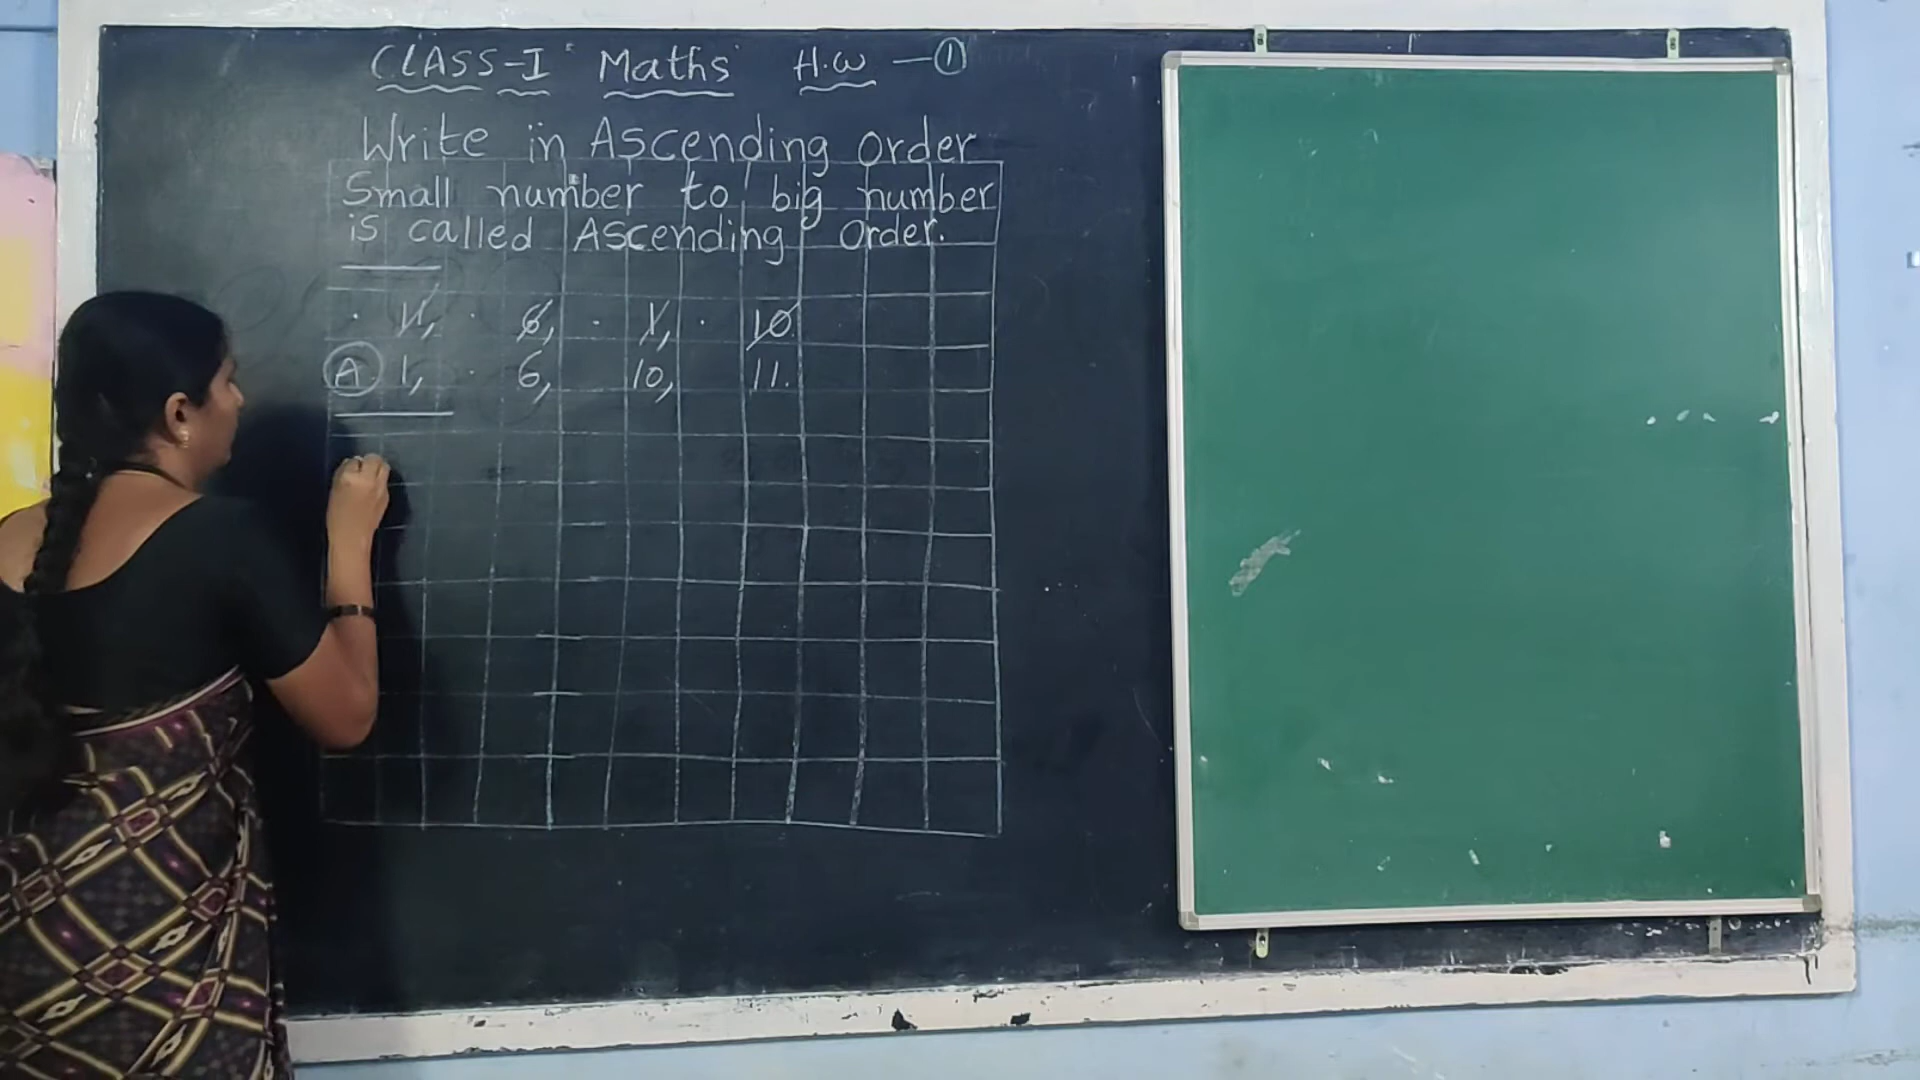 CLASS-I Maths H.W — ①
Write in Ascending order
Small number to big number
is called Ascending Order.
· 11, · 6, · 1, · 10
Ⓐ 1, · 6, 10, 11.